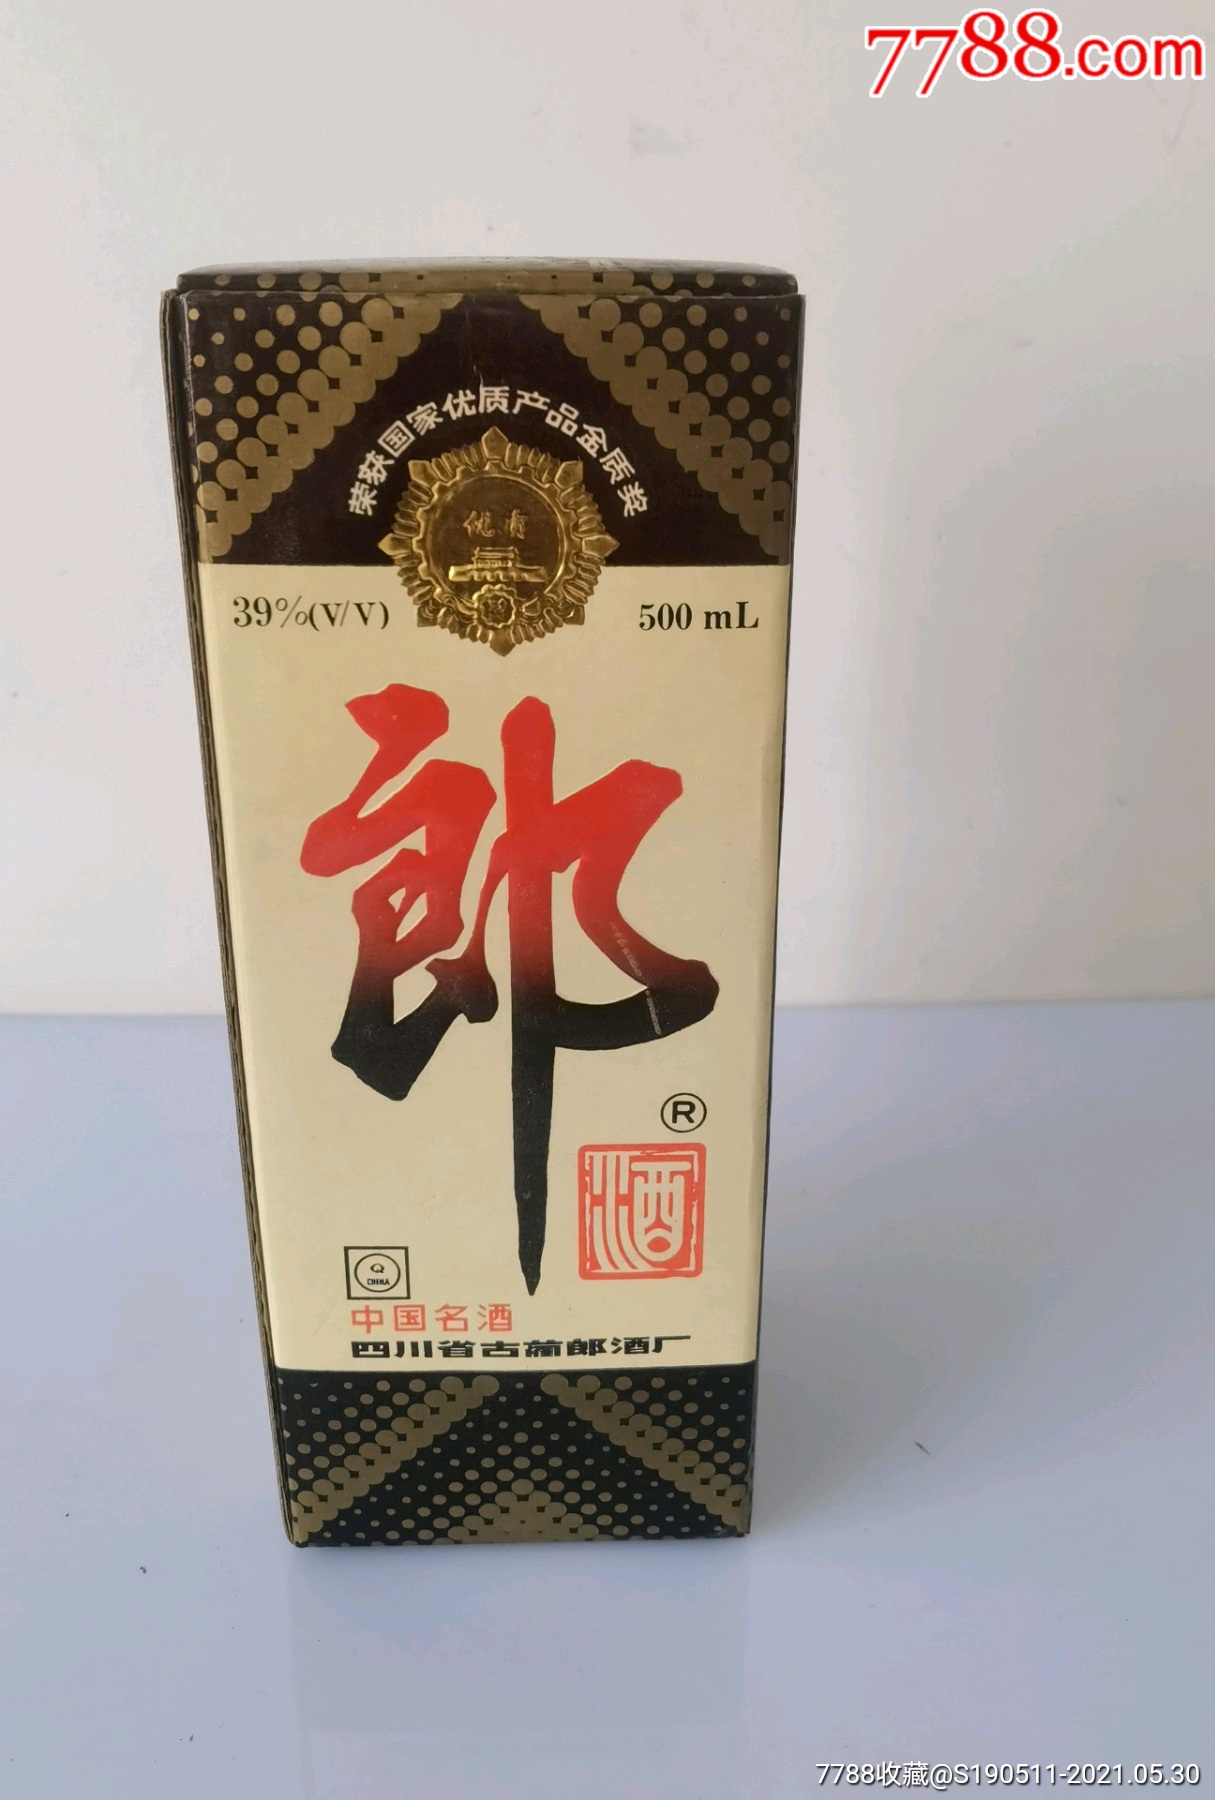 7788.com
荣获国家优质产品金质奖
优质
39%(V/V)
500 mL
郎
®
酒
Q
CHINA
中国名酒
四川省古蔺郎酒厂
7788收藏@S190511-2021.05.30